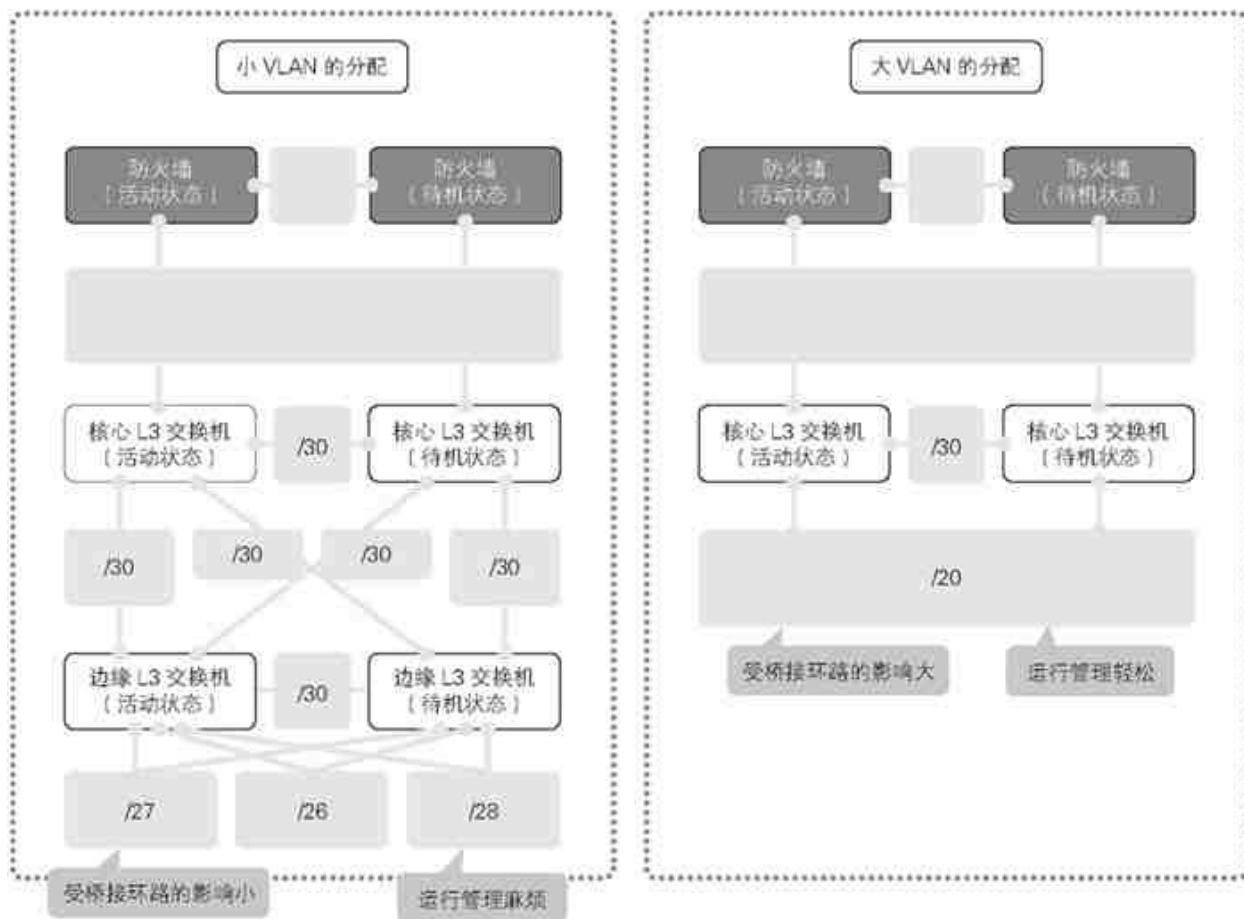 小 VLAN 的分配
防火墙
（活动状态）
防火墙
（待机状态）
核心 L3 交换机
（活动状态）
/30
核心 L3 交换机
（待机状态）
/30
/30
/30
/30
边缘 L3 交换机
（活动状态）
/30
边缘 L3 交换机
（待机状态）
/27
/26
/28
受桥接环路的影响小
运行管理麻烦
大 VLAN 的分配
防火墙
（活动状态）
防火墙
（待机状态）
核心 L3 交换机
（活动状态）
/30
核心 L3 交换机
（待机状态）
/20
受桥接环路的影响大
运行管理轻松